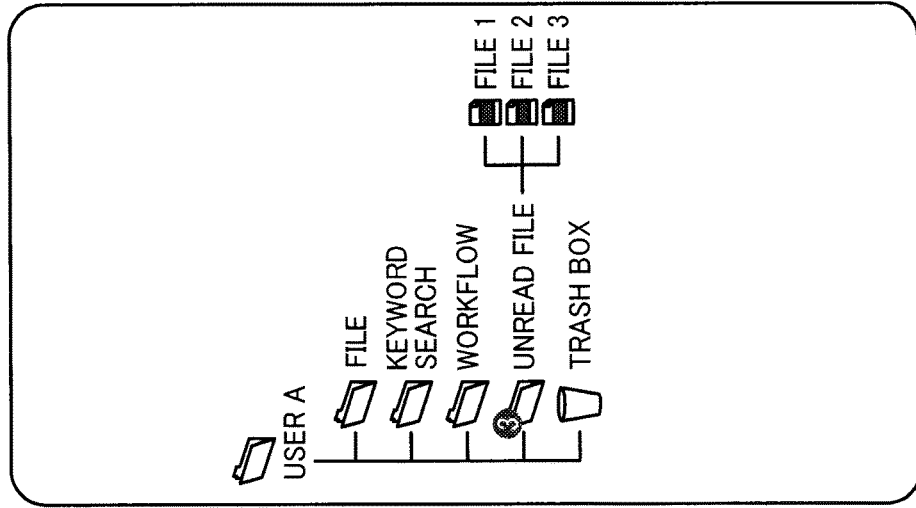 USER A
FILE
KEYWORD
SEARCH
WORKFLOW
3
UNREAD FILE
FILE 1
FILE 2
FILE 3
TRASH BOX